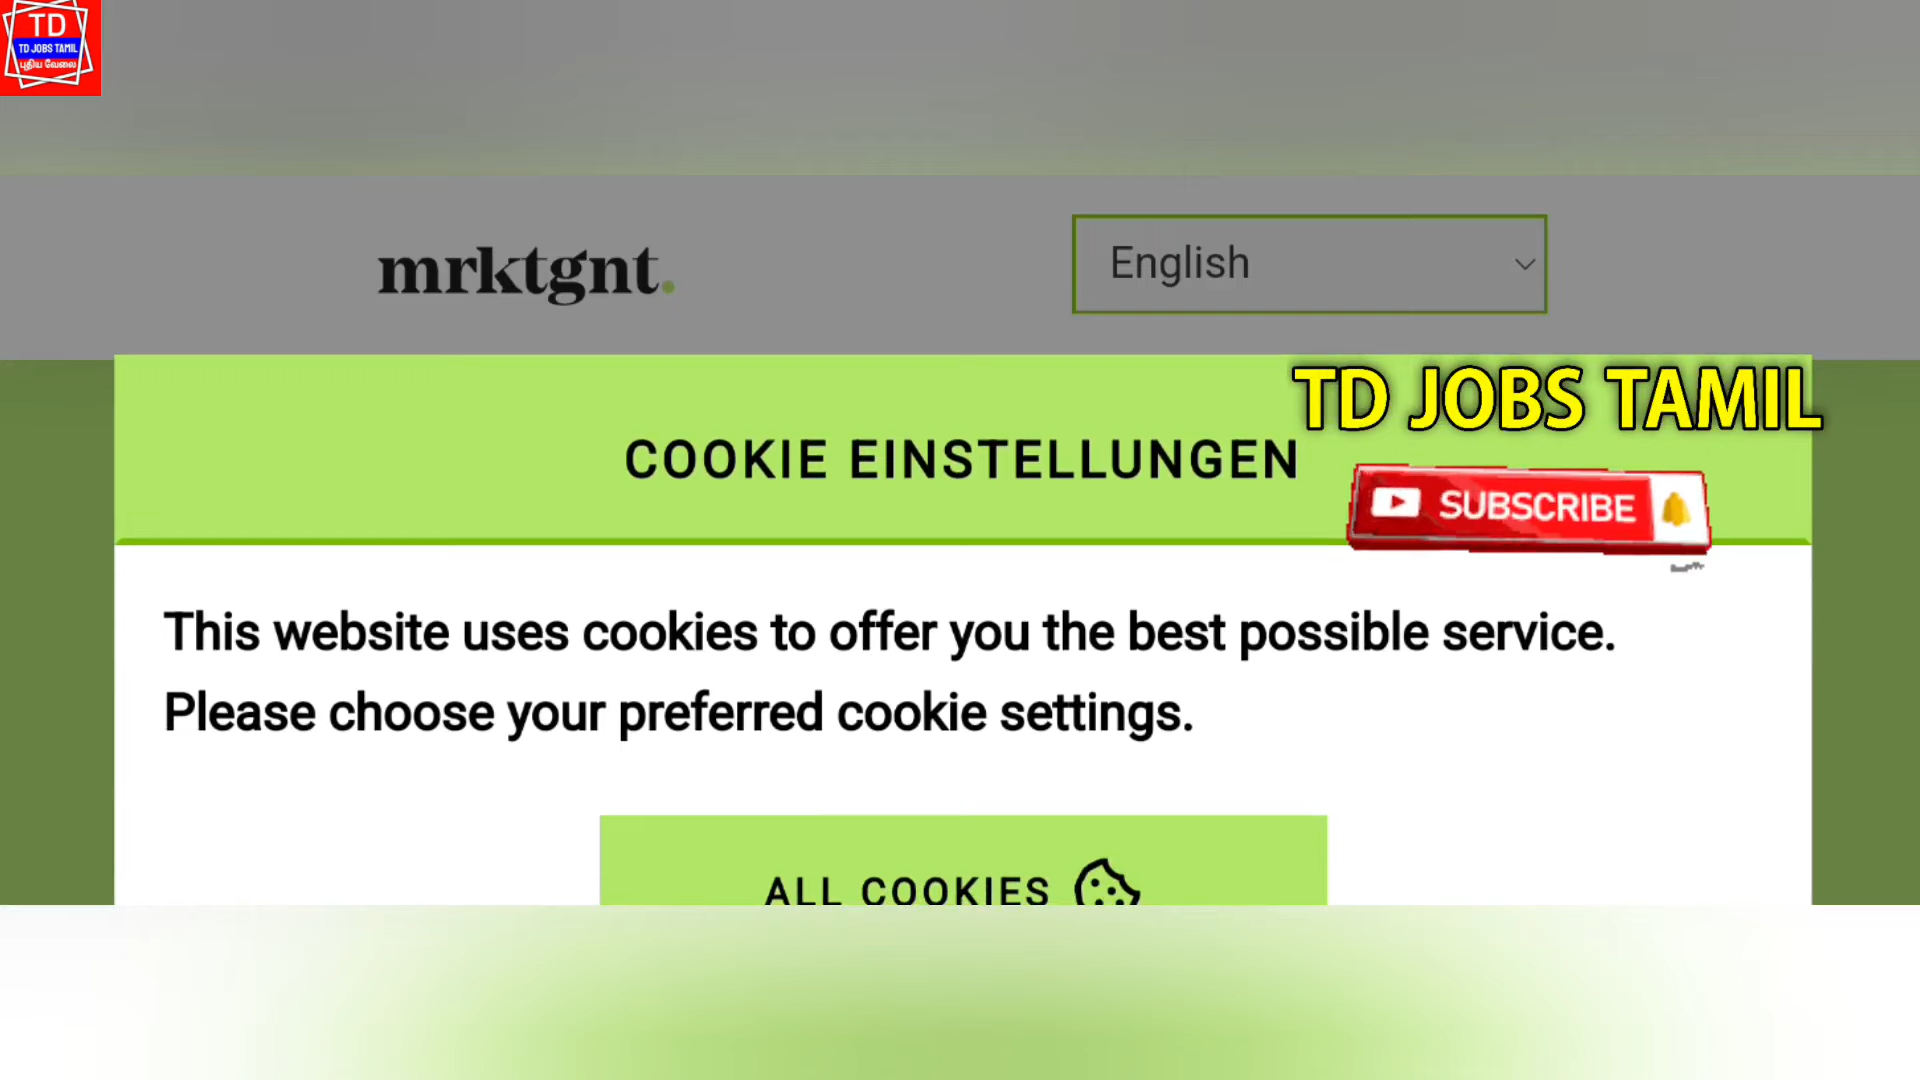 TD
TD JOBS TAMIL
புதிய வேலை
mrktgnt.
English
TD JOBS TAMIL
COOKIE EINSTELLUNGEN
SUBSCRIBE
This website uses cookies to offer you the best possible service.
Please choose your preferred cookie settings.
ALL COOKIES